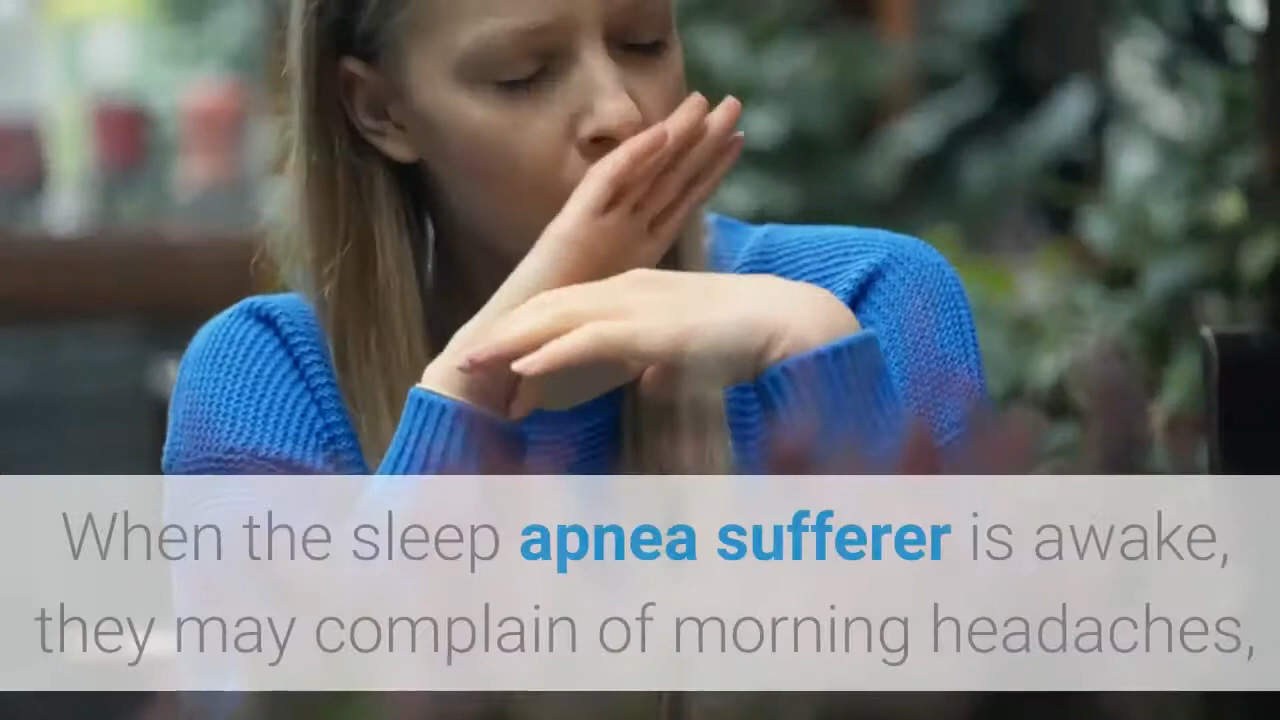 When the sleep apnea sufferer is awake,
they may complain of morning headaches,